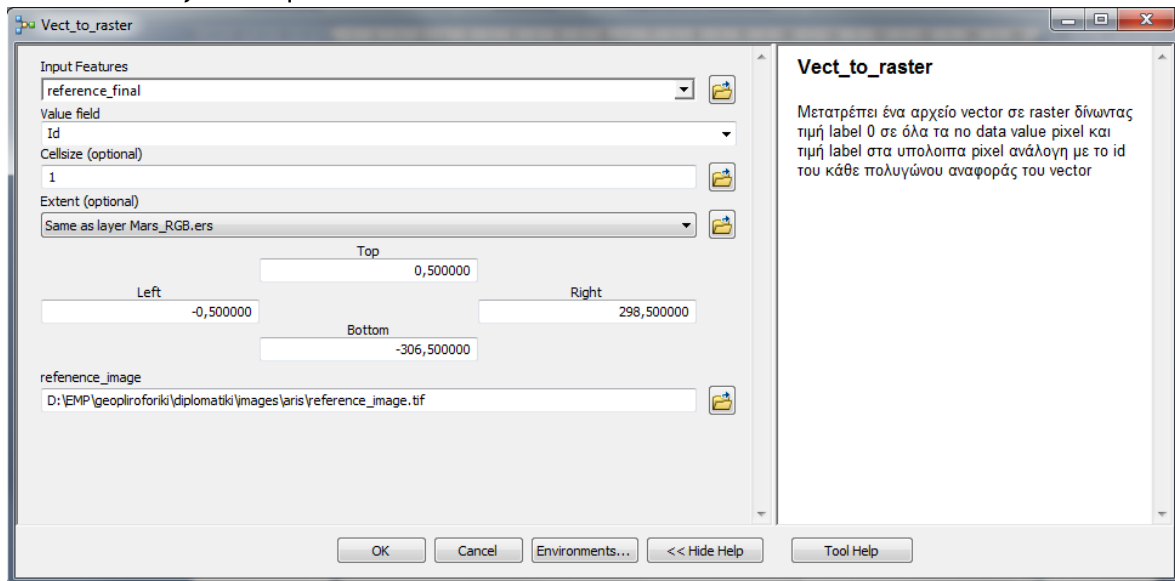 Vect_to_raster
Input Features
reference_final
Value field
Id
Cellsize (optional)
1
Extent (optional)
Same as layer Mars_RGB.ers
Top
0,500000
Left
Right
-0,500000
298,500000
Bottom
-306,500000
refenence_image
D:\EMP\geopliroforiki\diplomatiki\images\aris\reference_image.tif
Vect_to_raster
Μετατρέπει ένα αρχείο vector σε raster δίνωντας
τιμή label 0 σε όλα τα no data value pixel και
τιμή label στα υπολοιπα pixel ανάλογη με το id
του κάθε πολυγώνου αναφοράς του vector
OK
Cancel
Environments...
<< Hide Help
Tool Help